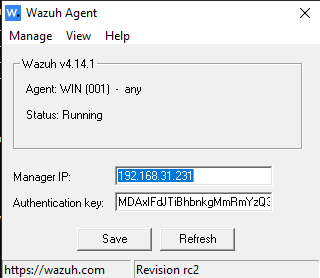 W. Wazuh Agent
Manage View Help
Wazuh v4.14.1
Agent: WIN (001) - any
Status: Running
Manager IP: 192.168.31.231
Authentication key: MDAxIFdJTiBhbnkgMmRmYzQ3
Save Refresh
https://wazuh.com Revision rc2